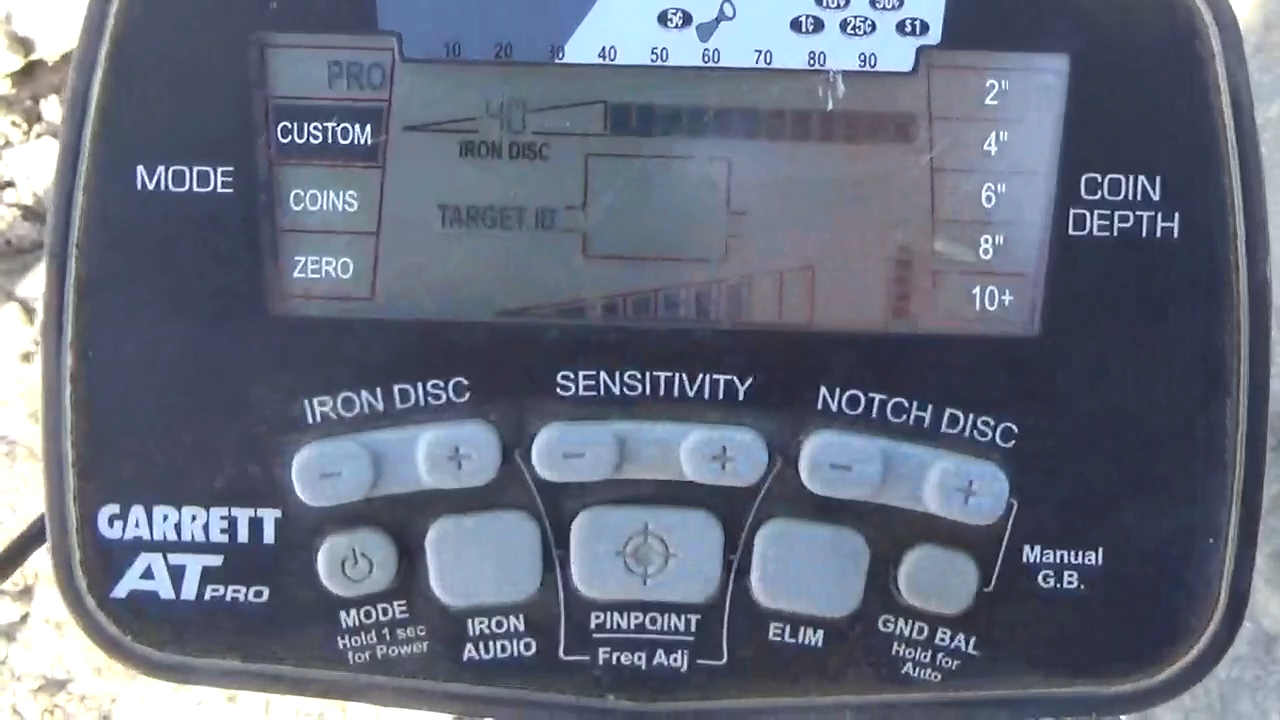 5¢ 1¢ 25¢ $1
10 20 30 40 50 60 70 80 90
PRO
CUSTOM
COINS
ZERO
MODE
40
IRON DISC
TARGET ID
2"
4"
6"
8"
10+
COIN
DEPTH
IRON DISC
SENSITIVITY
NOTCH DISC
- + - + - +
GARRETT
AT PRO
MODE
Hold 1 sec
for Power
IRON
AUDIO
PINPOINT
Freq Adj
ELIM
GND BAL
Hold for
Auto
Manual
G.B.